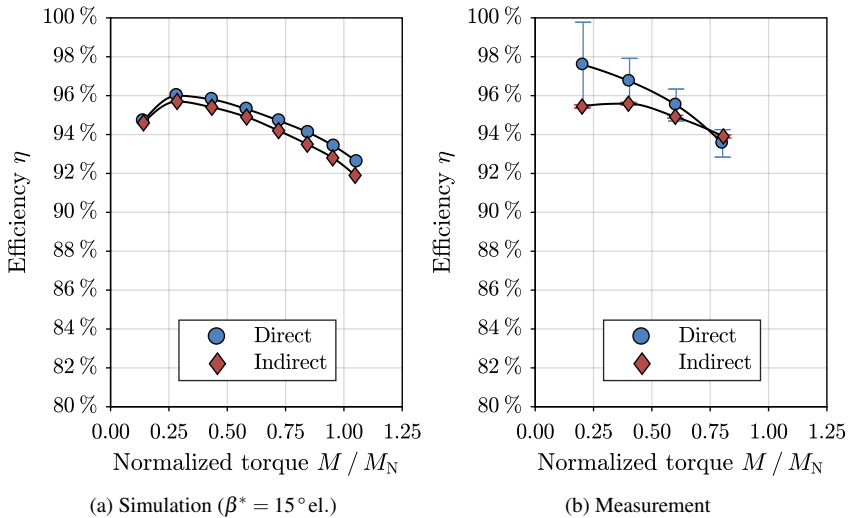 100 %
98 %
96 %
94 %
92 %
90 %
88 %
86 %
84 %
82 %
80 %
Efficiency η
Direct
Indirect
0.00 0.25 0.50 0.75 1.00 1.25
Normalized torque M / M_N
(a) Simulation (β* = 15° el.)
100 %
98 %
96 %
94 %
92 %
90 %
88 %
86 %
84 %
82 %
80 %
Efficiency η
Direct
Indirect
0.00 0.25 0.50 0.75 1.00 1.25
Normalized torque M / M_N
(b) Measurement